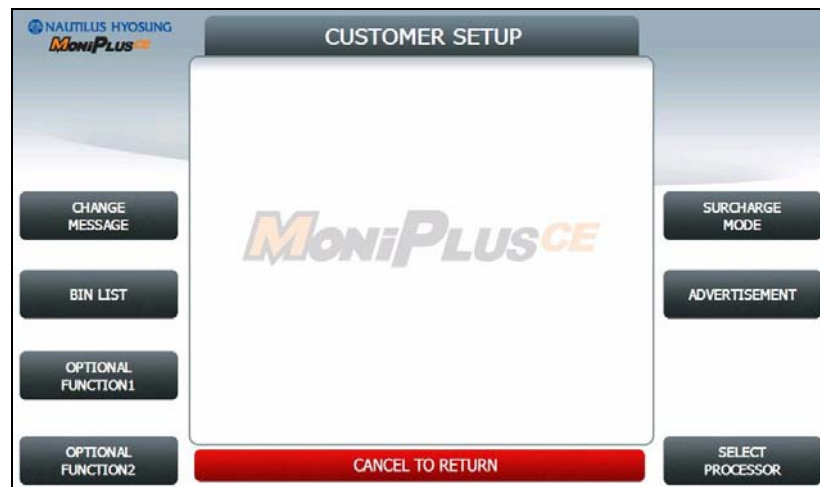 NAUTILUS HYOSUNG
MONIPLUSCE
CUSTOMER SETUP
MONIPLUSCE
CHANGE
MESSAGE
SURCHARGE
MODE
BIN LIST
ADVERTISEMENT
OPTIONAL
FUNCTION1
OPTIONAL
FUNCTION2
CANCEL TO RETURN
SELECT
PROCESSOR